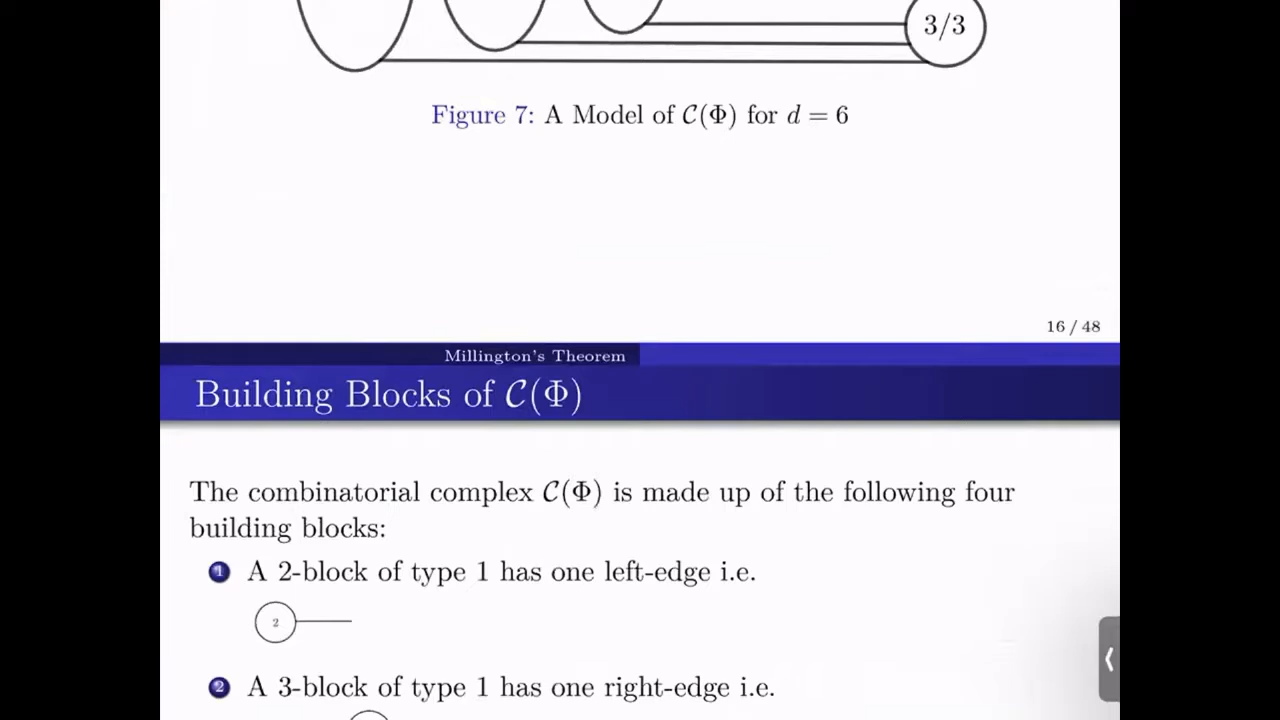 3/3
Figure 7: A Model of 𝒞(Φ) for d = 6
16 / 48
Millington's Theorem
Building Blocks of 𝒞(Φ)
The combinatorial complex 𝒞(Φ) is made up of the following four
building blocks:
1 A 2-block of type 1 has one left-edge i.e.
2
2 A 3-block of type 1 has one right-edge i.e.